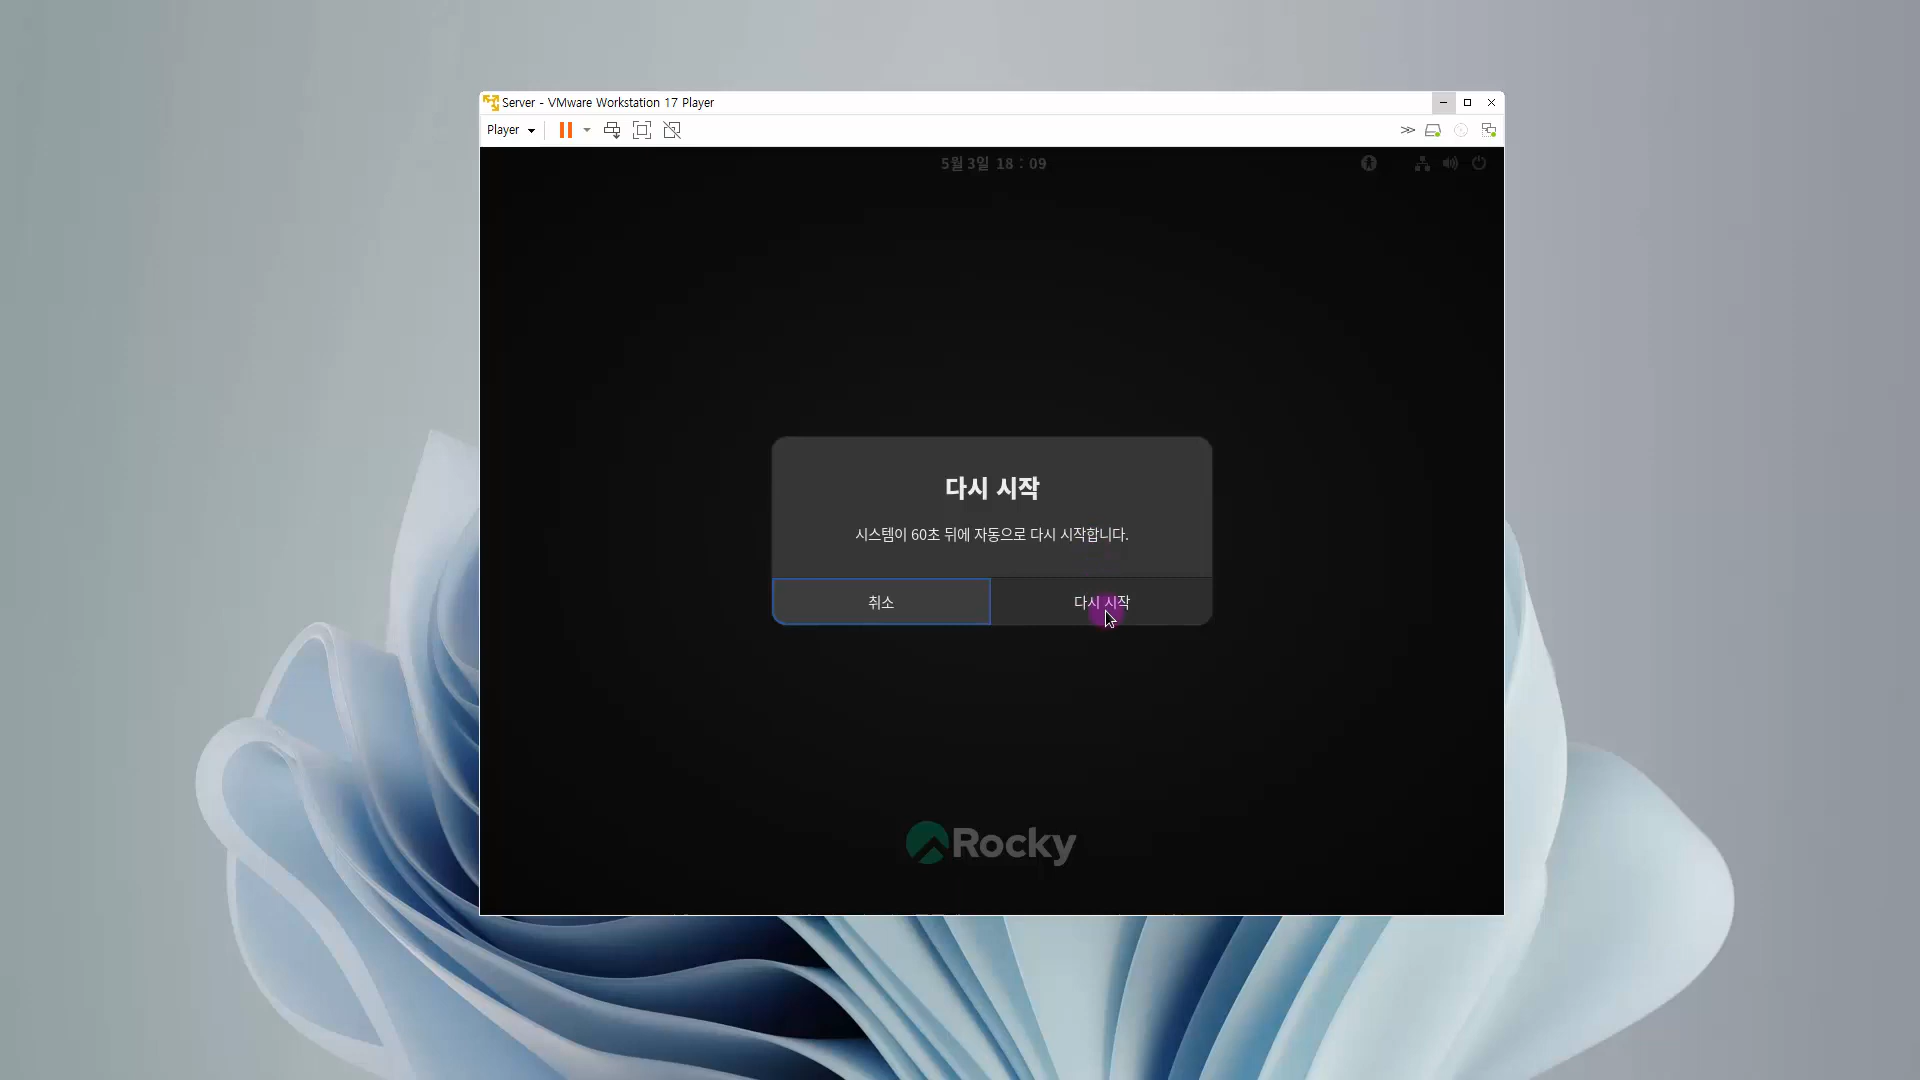 Server - VMware Workstation 17 Player
Player
5월 3일 18 : 09
다시 시작
시스템이 60초 뒤에 자동으로 다시 시작합니다.
취소
다시 시작
Rocky